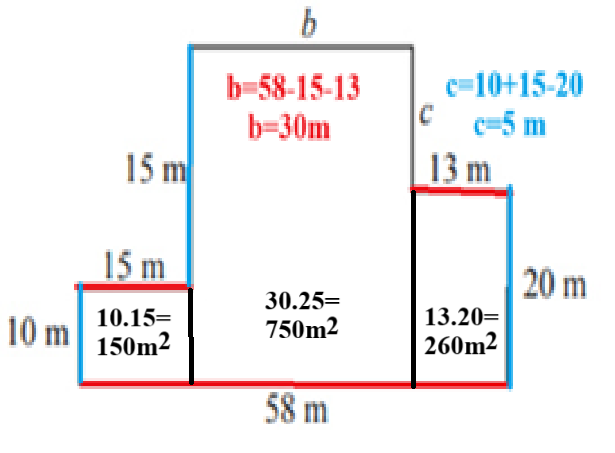 b
b=58-15-13
b=30m
c=10+15-20
c=5 m
c
15 m
13 m
15 m
20 m
10 m
10.15=
150m2
30.25=
750m2
13.20=
260m2
58 m